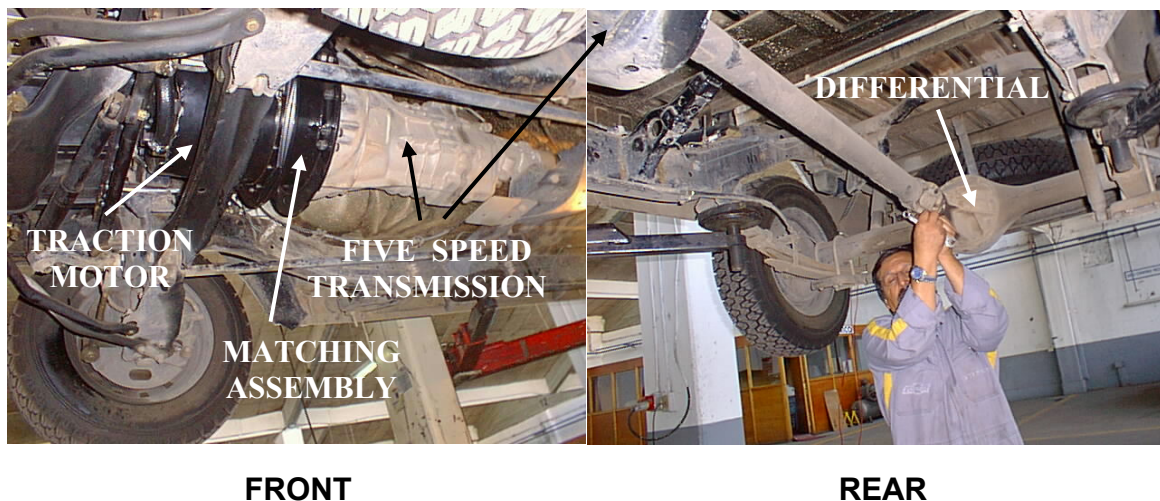 DIFFERENTIAL
TRACTION
MOTOR
FIVE SPEED
TRANSMISSION
MATCHING
ASSEMBLY
FRONT
REAR